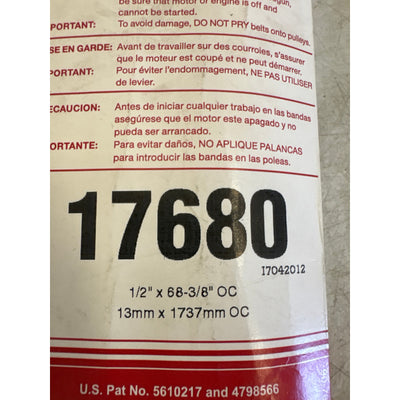 be sure that motor or engine is off and
cannot be started.
PORTANT: To avoid damage, DO NOT PRY belts onto pulleys.
SE EN GARDE: Avant de travailler sur des courroies, s'assurer
que le moteur est coupé et ne peut démarrer.
PORTANT: Pour éviter l'endommagement, NE PAS UTILISER
de levier.
ECAUCION: Antes de iniciar cualquier trabajo en las bandas
asegúrese que el motor este apagado y no
pueda ser arrancado.
ORTANTE: Para evitar daños, NO APLIQUE PALANCAS
para introducir las bandas en las poleas.
17680
I7042012
1/2" x 68-3/8" OC
13mm x 1737mm OC
U.S. Pat No. 5610217 and 4798566